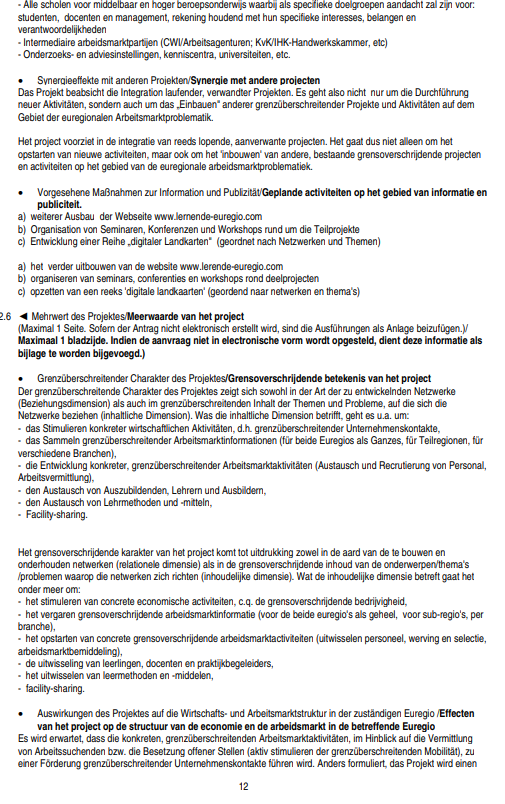 - Alle scholen voor middelbaar en hoger beroepsonderwijs waarbij als specifieke doelgroepen aandacht zal zijn voor:
studenten, docenten en management, rekening houdend met hun specifieke interesses, belangen en
verantwoordelijkheden
- Intermediaire arbeidsmarktpartijen (CWI/Arbeitsagenturen; KvK/IHK-Handwerkskammer, etc)
- Onderzoeks- en adviesinstellingen, kenniscentra, universiteiten, etc.
• Synergieeffekte mit anderen Projekten/Synergie met andere projecten
Das Projekt beabsicht die Integration laufender, verwandter Projekten. Es geht also nicht nur um die Durchführung
neuer Aktivitäten, sondern auch um das „Einbauen" anderer grenzüberschreitender Projekte und Aktivitäten auf dem
Gebiet der euregionalen Arbeitsmarktproblematik.
Het project voorziet in de integratie van reeds lopende, aanverwante projecten. Het gaat dus niet alleen om het
opstarten van nieuwe activiteiten, maar ook om het 'inbouwen' van andere, bestaande grensoverschrijdende projecten
en activiteiten op het gebied van de euregionale arbeidsmarktproblematiek.
• Vorgesehene Maßnahmen zur Information und Publizität/Geplande activiteiten op het gebied van informatie en
publiciteit.
a) weiterer Ausbau der Webseite www.lernende-euregio.com
b) Organisation von Seminaren, Konferenzen und Workshops rund um die Teilprojekte
c) Entwicklung einer Reihe „digitaler Landkarten" (geordnet nach Netzwerken und Themen)
a) het verder uitbouwen van de website www.lerende-euregio.com
b) organiseren van seminars, conferenties en workshops rond deelprojecten
c) opzetten van een reeks 'digitale landkaarten' (geordend naar netwerken en thema's)
2.6 ◄ Mehrwert des Projektes/Meerwaarde van het project
(Maximal 1 Seite. Sofern der Antrag nicht elektronisch erstellt wird, sind die Ausführungen als Anlage beizufügen.)/
Maximaal 1 bladzijde. Indien de aanvraag niet in electronische vorm wordt opgesteld, dient deze informatie als
bijlage te worden bijgevoegd.)
• Grenzüberschreitender Charakter des Projektes/Grensoverschrijdende betekenis van het project
Der grenzüberschreitende Charakter des Projektes zeigt sich sowohl in der Art der zu entwickelnden Netzwerke
(Beziehungsdimension) als auch im grenzüberschreitenden Inhalt der Themen und Probleme, auf die sich die
Netzwerke beziehen (inhaltliche Dimension). Was die inhaltliche Dimension betrifft, geht es u.a. um:
- das Stimulieren konkreter wirtschaftlichen Aktivitäten, d.h. grenzüberschreitender Unternehmenskontakte,
- das Sammeln grenzüberschreitender Arbeitsmarktinformationen (für beide Euregios als Ganzes, für Teilregionen, für
verschiedene Branchen),
- die Entwicklung konkreter, grenzüberschreitender Arbeitsmarktaktivitäten (Austausch und Recrutierung von Personal,
Arbeitsvermittlung),
- den Austausch von Auszubildenden, Lehrern und Ausbildern,
- den Austausch von Lehrmethoden und -mitteln,
- Facility-sharing.
Het grensoverschrijdend karakter van het project komt tot uitdrukking zowel in de aard van de te bouwen en
onderhouden netwerken (relationele dimensie) als in de grensoverschrijdende inhoud van de onderwerpen/thema's
/problemen waarop die netwerken zich richten (inhoudelijke dimensie). Wat de inhoudelijke dimensie betreft gaat het
onder meer om:
- het stimuleren van concrete economische activiteiten, c.q. de grensoverschrijdende bedrijvigheid,
- het vergaren grensoverschrijdende arbeidsmarktinformatie (voor de beide euregio's als geheel, voor sub-regio's, per
branche),
- het opstarten van concrete grensoverschrijdende arbeidsmarktactiviteiten (uitwisselen personeel, werving en selectie,
arbeidsmarktbemiddeling),
- de uitwisseling van leerlingen, docenten en praktijkbegeleiders,
- het uitwisselen van leermethoden en -middelen,
- facility-sharing.
• Auswirkungen des Projektes auf die Wirtschafts- und Arbeitsmarktstruktur in der zuständigen Euregio /Effecten
van het project op de structuur van de economie en de arbeidsmarkt in de betreffende Euregio
Es wird erwartet, dass die konkreten, grenzüberschreitenden Arbeitsmarktaktivitäten, im Hinblick auf die Vermittlung
von Arbeitssuchenden bzw. die Besetzung offener Stellen (aktiv stimulieren der grenzüberschreitenden Mobilität), zu
einer Förderung grenzüberschreitender Unternehmenskontakte führen wird. Anders formuliert, das Projekt wird einen
12